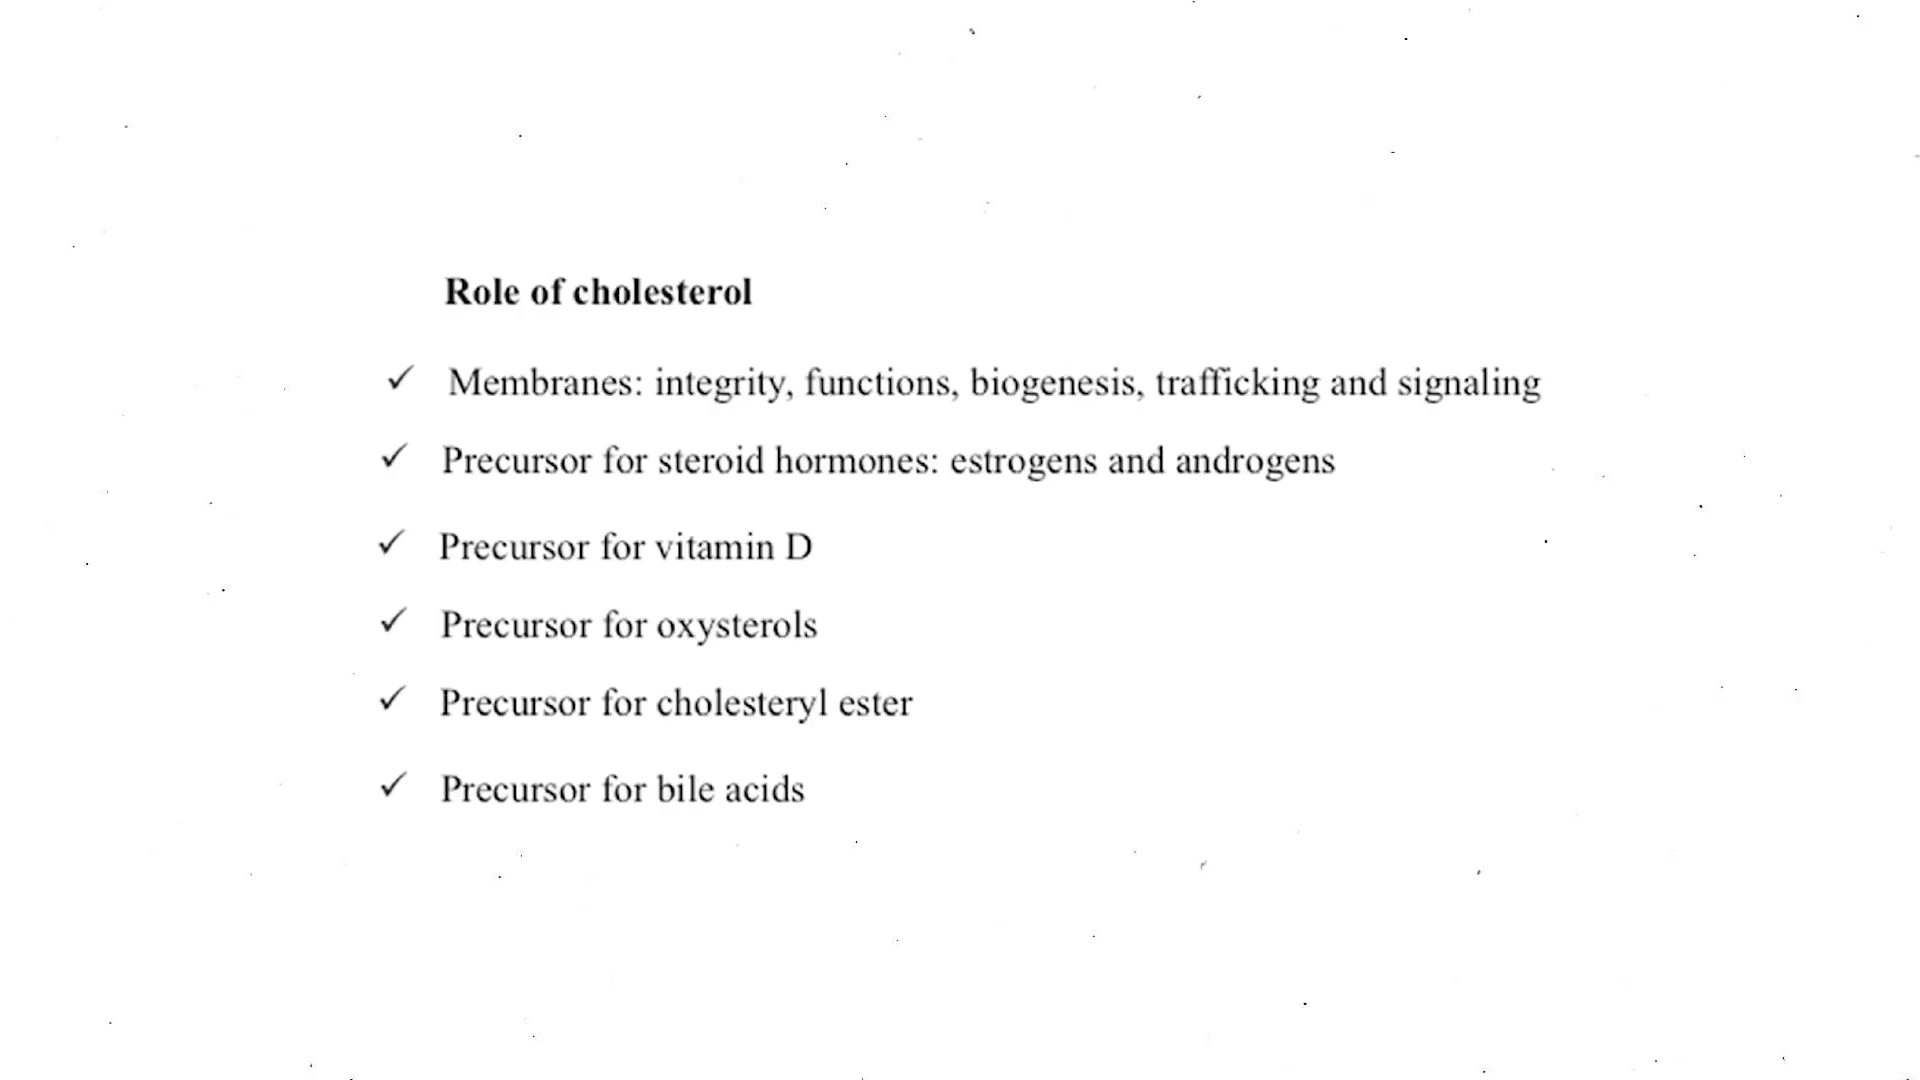 Role of cholesterol
✓ Membranes: integrity, functions, biogenesis, trafficking and signaling
✓ Precursor for steroid hormones: estrogens and androgens
✓ Precursor for vitamin D
✓ Precursor for oxysterols
✓ Precursor for cholesteryl ester
✓ Precursor for bile acids